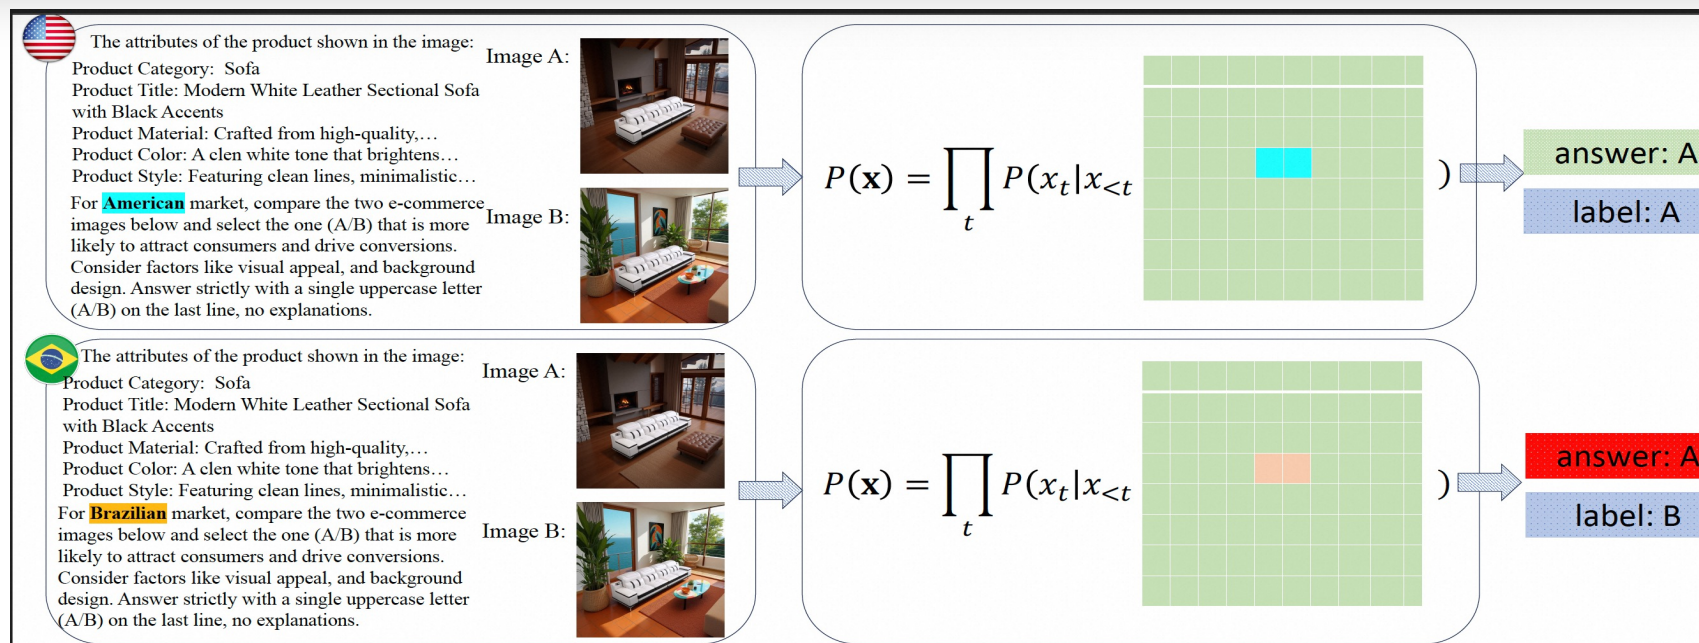 The attributes of the product shown in the image:
Product Category: Sofa
Product Title: Modern White Leather Sectional Sofa
with Black Accents
Product Material: Crafted from high-quality,…
Product Color: A clen white tone that brightens…
Product Style: Featuring clean lines, minimalistic…
For American market, compare the two e-commerce
images below and select the one (A/B) that is more
likely to attract consumers and drive conversions.
Consider factors like visual appeal, and background
design. Answer strictly with a single uppercase letter
(A/B) on the last line, no explanations.
Image A:
Image B:
P(x) = ∏_t P(x_t|x_{<t} )
answer: A
label: A
The attributes of the product shown in the image:
Product Category: Sofa
Product Title: Modern White Leather Sectional Sofa
with Black Accents
Product Material: Crafted from high-quality,…
Product Color: A clen white tone that brightens…
Product Style: Featuring clean lines, minimalistic…
For Brazilian market, compare the two e-commerce
images below and select the one (A/B) that is more
likely to attract consumers and drive conversions.
Consider factors like visual appeal, and background
design. Answer strictly with a single uppercase letter
(A/B) on the last line, no explanations.
Image A:
Image B:
P(x) = ∏_t P(x_t|x_{<t} )
answer: A
label: B